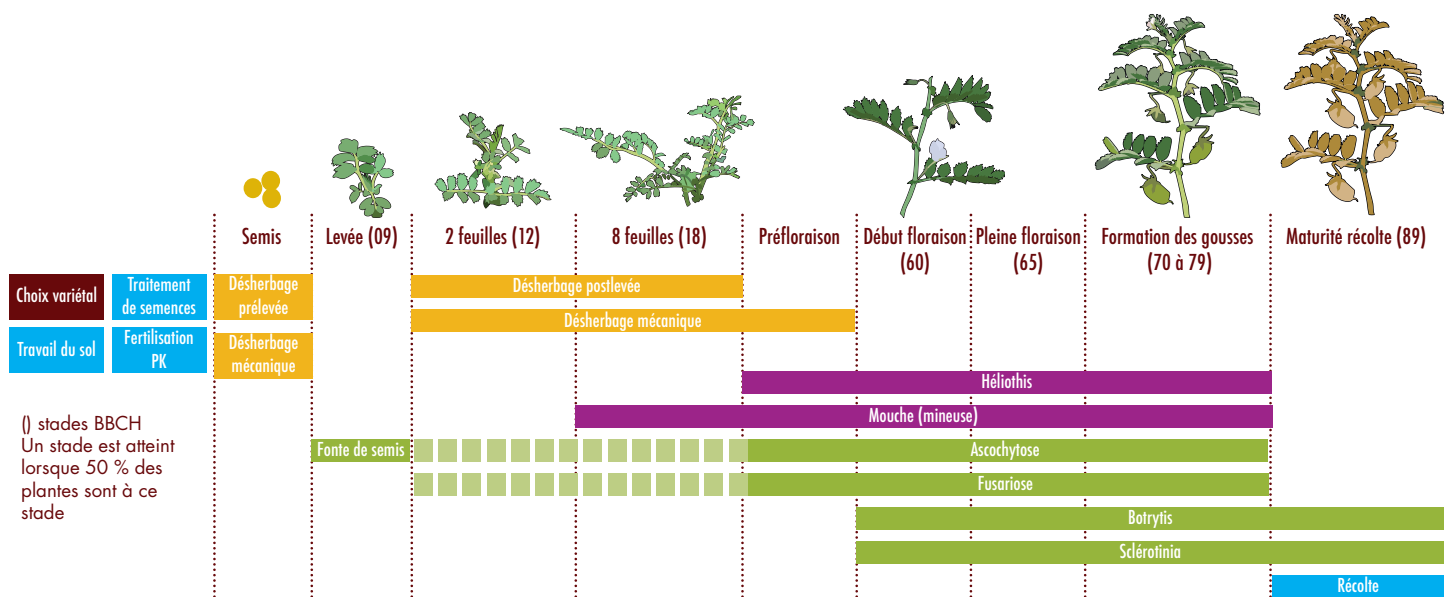 Semis
Levée (09)
2 feuilles (12)
8 feuilles (18)
Préfloraison
Début floraison
(60)
Pleine floraison
(65)
Formation des gousses
(70 à 79)
Maturité récolte (89)
Choix variétal
Traitement
de semences
Désherbage
prélevée
Désherbage postlevée
Désherbage mécanique
Travail du sol
Fertilisation
PK
Désherbage
mécanique
Héliothis
Mouche (mineuse)
() stades BBCH
Un stade est atteint
lorsque 50 % des
plantes sont à ce
stade
Fonte de semis
Ascochytose
Fusariose
Botrytis
Sclérotinia
Récolte